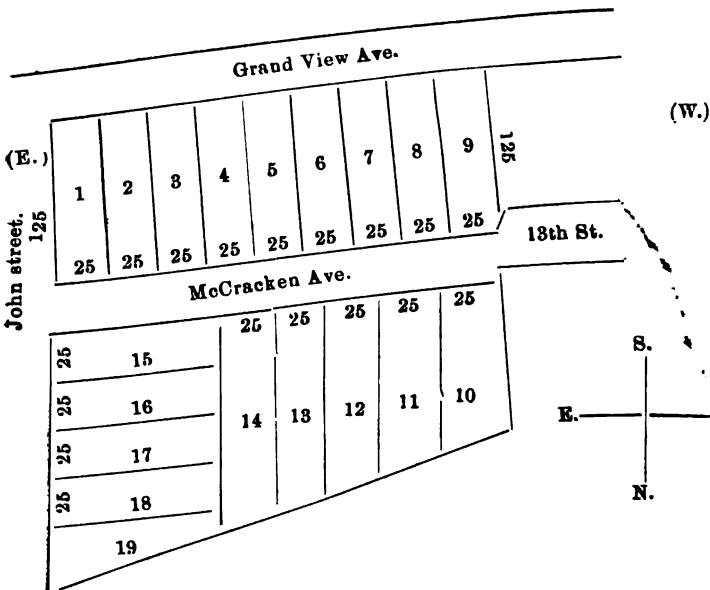 Grand View Ave.
(W.)
(E.)
1 2 3 4 5 6 7 8 9
125
125
John street.
25 25 25 25 25 25 25 25 25
13th St.
McCracken Ave.
25 25 25 25 25
25 15
25 16
25 17
25 18
19
14 13 12 11 10
S.
E.
N.